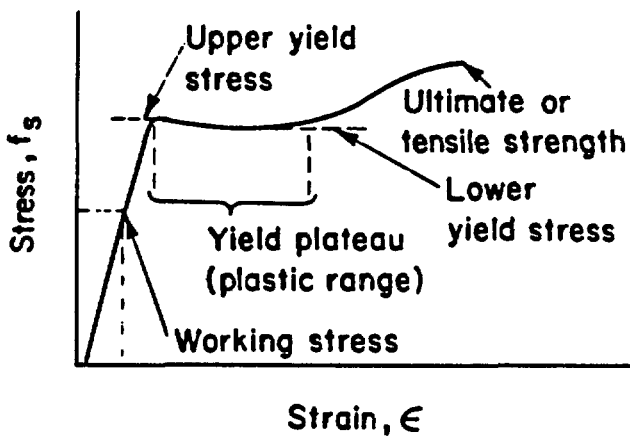 Upper yield
stress
Ultimate or
tensile strength
Lower
yield stress
Yield plateau
(plastic range)
Working stress
Stress, fs
Strain, ϵ